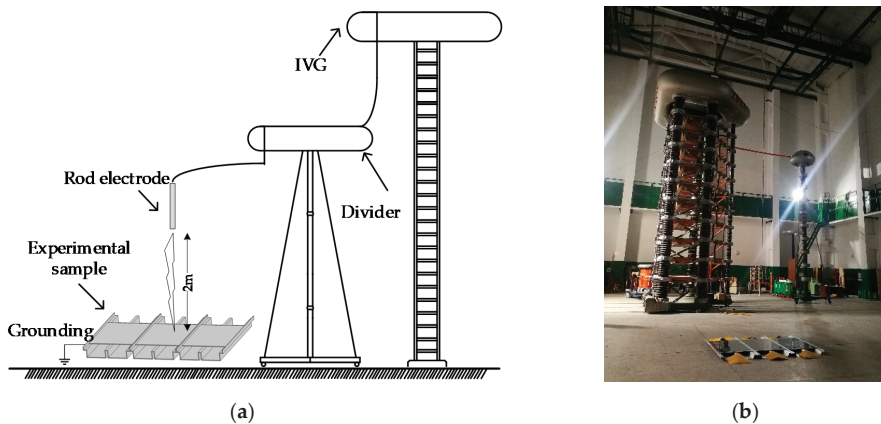 IVG
Rod electrode
Divider
Experimental
sample
2m
Grounding
(a)
(b)